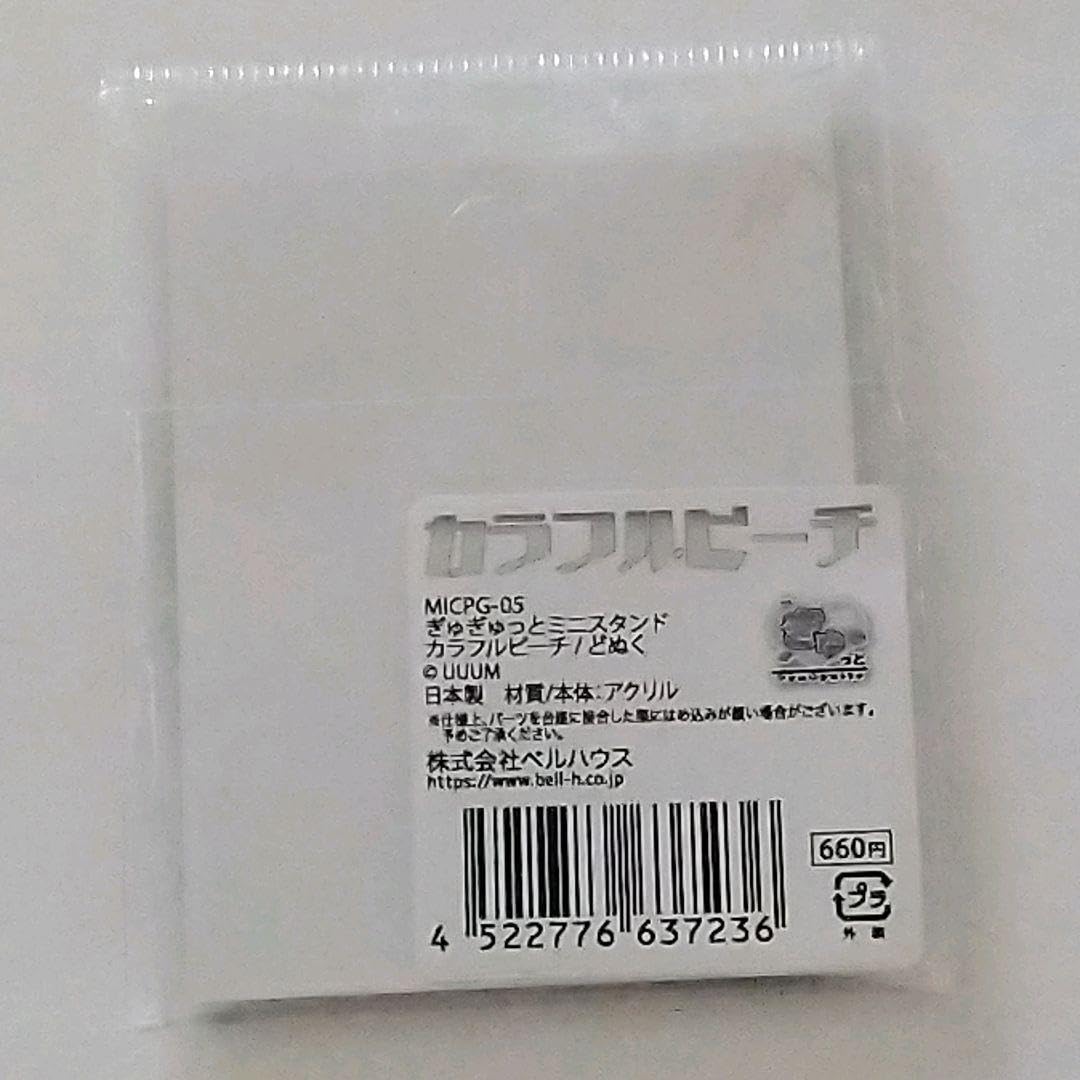 カラフルピーチ
MICPG-05
ぎゅぎゅっとミニスタンド
カラフルピーチ / どぬく
© UUUM
日本製　材質/本体：アクリル
※仕様上、パーツを台座に接合した際にはめ込みが緩い場合がございます。
予めご了承ください。
株式会社ベルハウス
https://www.bell-h.co.jp
4 522776 637236
660円
プラ
外装
っと